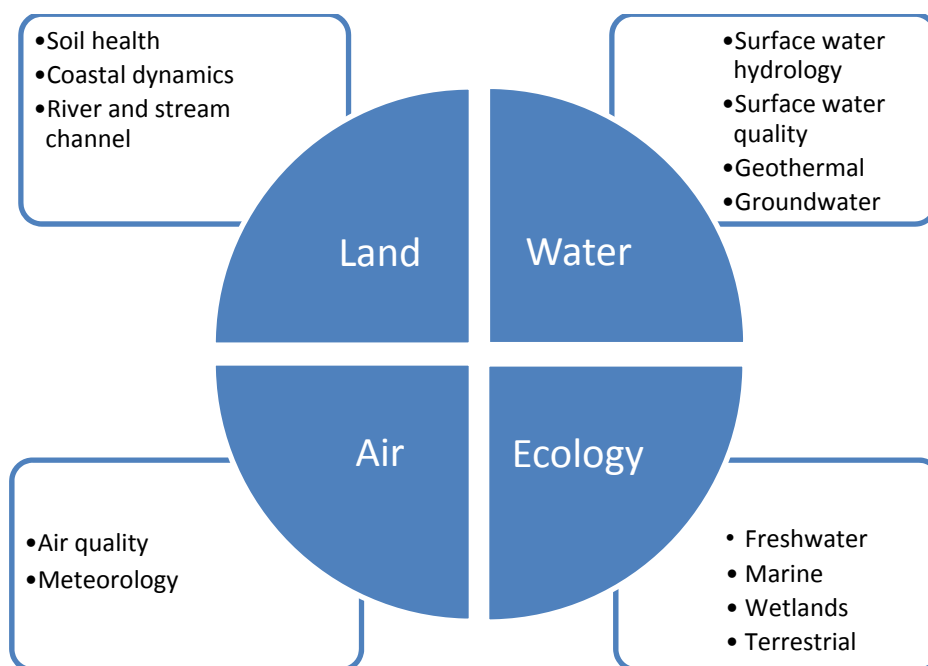 •Soil health
•Coastal dynamics
•River and stream
channel
•Surface water
hydrology
•Surface water
quality
•Geothermal
•Groundwater
Land
Water
Air
Ecology
•Air quality
•Meteorology
• Freshwater
• Marine
• Wetlands
• Terrestrial